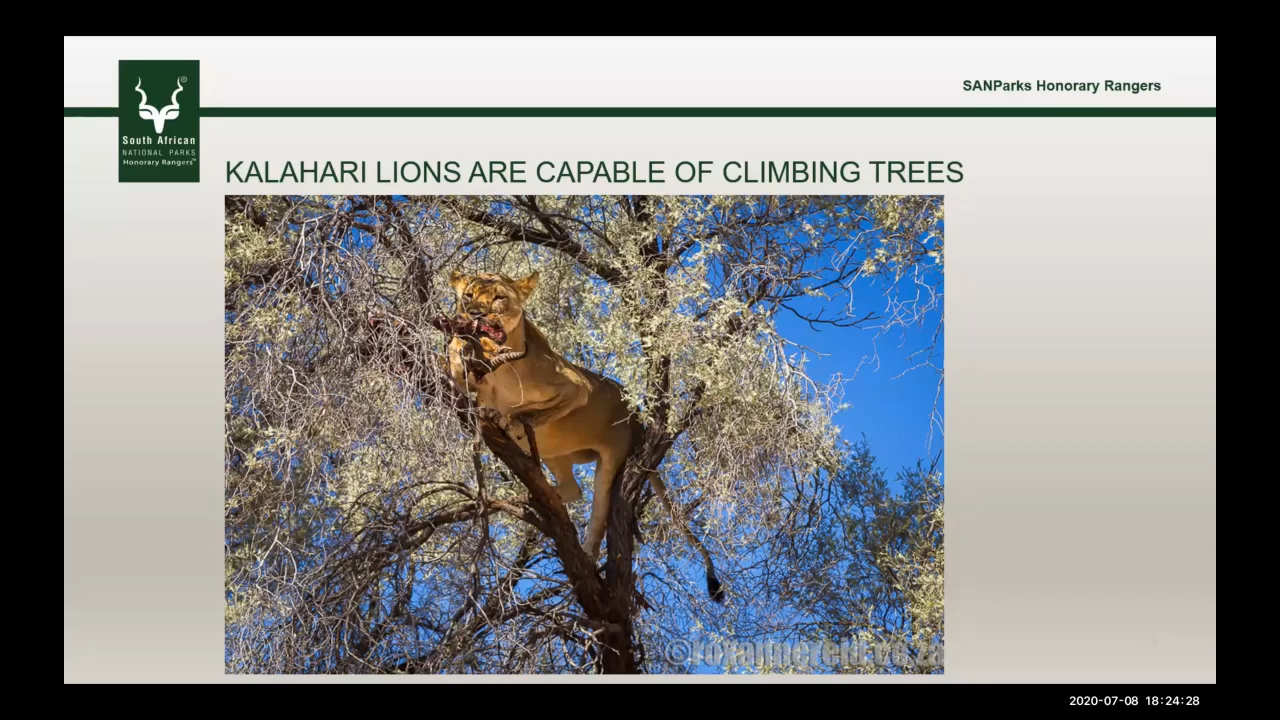 SANParks Honorary Rangers
South African
NATIONAL PARKS
Honorary Rangers™
KALAHARI LIONS ARE CAPABLE OF CLIMBING TREES
2020-07-08 18:24:28